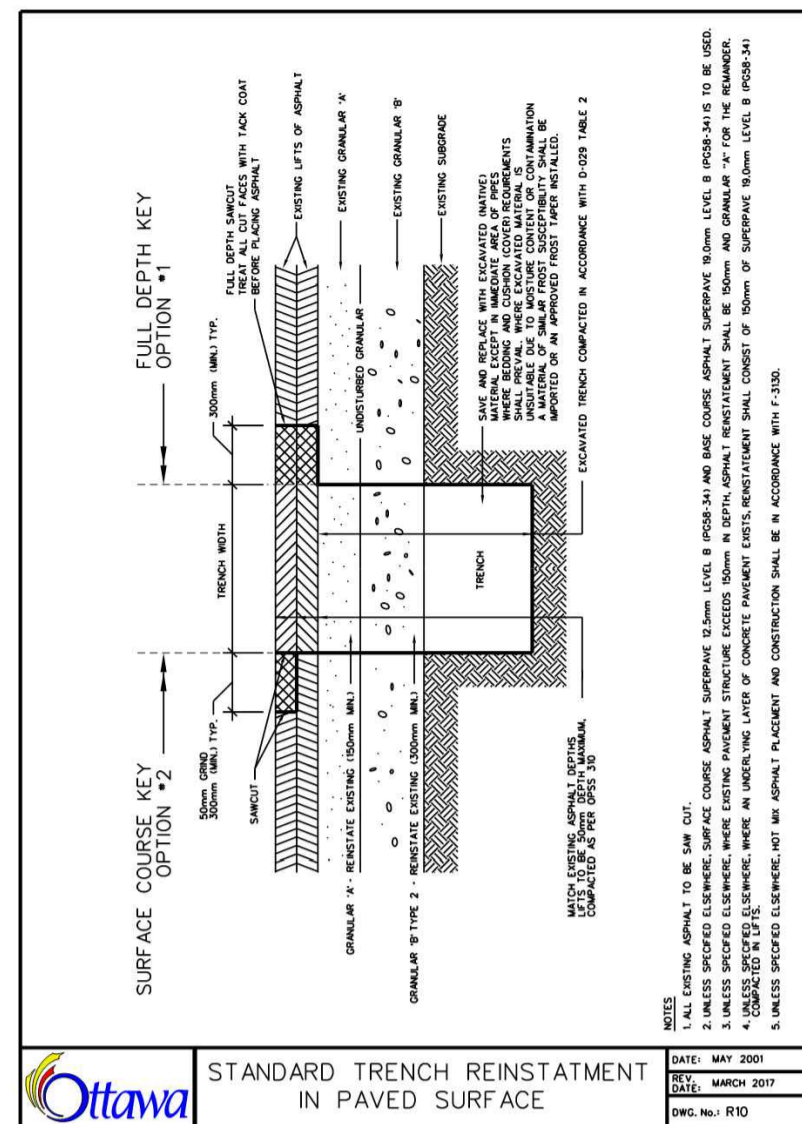 SURFACE COURSE KEY
OPTION #2
FULL DEPTH KEY
OPTION #1
50mm GRIND
300mm (MIN.) TYP.
TRENCH WIDTH
300mm (MIN.) TYP.
SAWCUT
FULL DEPTH SAWCUT
TREAT ALL CUT FACES WITH TACK COAT
BEFORE PLACING ASPHALT
EXISTING LIFTS OF ASPHALT
EXISTING GRANULAR 'A'
UNDISTURBED GRANULAR
EXISTING GRANULAR 'B'
EXISTING SUBGRADE
GRANULAR 'A' - REINSTATE EXISTING (150mm MIN.)
GRANULAR 'B' TYPE 2 - REINSTATE EXISTING (300mm MIN.)
TRENCH
SAVE AND REPLACE WITH EXCAVATED (NATIVE)
MATERIAL EXCEPT IN IMMEDIATE AREA OF PIPES
WHERE BEDDING AND CUSHION (COVER) REQUIREMENTS
SHALL PREVAIL. WHERE EXCAVATED MATERIAL IS
UNSUITABLE DUE TO MOISTURE CONTENT OR CONTAMINATION
A MATERIAL OF SIMILAR FROST SUSCEPTIBILITY SHALL BE
IMPORTED OR AN APPROVED FROST TAPER INSTALLED.
EXCAVATED TRENCH COMPACTED IN ACCORDANCE WITH D-029 TABLE 2
MATCH EXISTING ASPHALT DEPTHS
LIFTS TO BE 50mm DEPTH MAXIMUM,
COMPACTED AS PER OPSS 310
NOTES
1. ALL EXISTING ASPHALT TO BE SAW CUT.
2. UNLESS SPECIFIED ELSEWHERE, SURFACE COURSE ASPHALT SUPERPAVE 12.5mm LEVEL B (PG58-34) AND BASE COURSE ASPHALT SUPERPAVE 19.0mm LEVEL B (PG58-34) IS TO BE USED.
3. UNLESS SPECIFIED ELSEWHERE, WHERE EXISTING PAVEMENT STRUCTURE EXCEEDS 150mm IN DEPTH, ASPHALT REINSTATEMENT SHALL BE 150mm AND GRANULAR "A" FOR THE REMAINDER.
4. UNLESS SPECIFIED ELSEWHERE, WHERE AN UNDERLYING LAYER OF CONCRETE PAVEMENT EXISTS, REINSTATEMENT SHALL CONSIST OF 150mm OF SUPERPAVE 19.0mm LEVEL B (PG58-34)
COMPACTED IN LIFTS.
5. UNLESS SPECIFIED ELSEWHERE, HOT MIX ASPHALT PLACEMENT AND CONSTRUCTION SHALL BE IN ACCORDANCE WITH F-3130.
Ottawa
STANDARD TRENCH REINSTATMENT
IN PAVED SURFACE
DATE: MAY 2001
REV. DATE: MARCH 2017
DWG. No.: R10